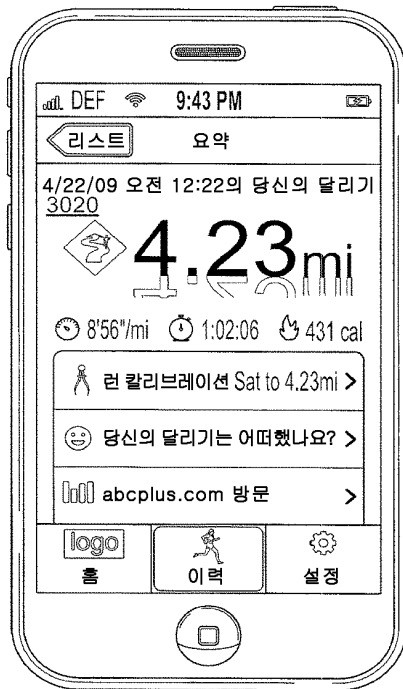 DEF 9:43 PM
리스트 요약
4/22/09 오전 12:22의 당신의 달리기
3020
4.23mi
8'56"/mi 1:02:06 431 cal
런 칼리브레이션 Sat to 4.23mi >
당신의 달리기는 어떠했나요? >
abcplus.com 방문 >
logo
홈 이력 설정